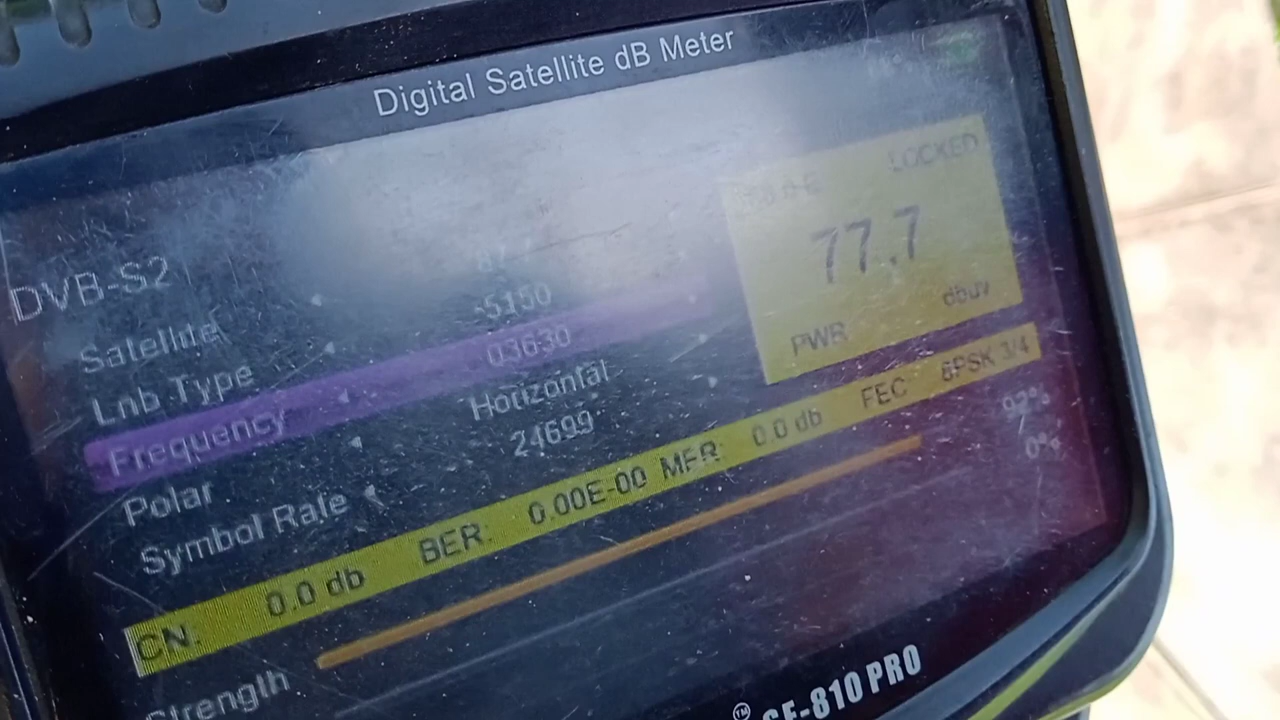 Digital Satellite dB Meter
LOCKED
77.7
dbuv
PWR
DVB-S2
Satellite
Lnb Type 5150
Frequency 03630
Polar Horizontal
Symbol Rate 24699
CN: 0.0 db BER: 0.00E-00 MER: 0.0 db FEC 8PSK 3/4
0%
Strength
-810 PRO